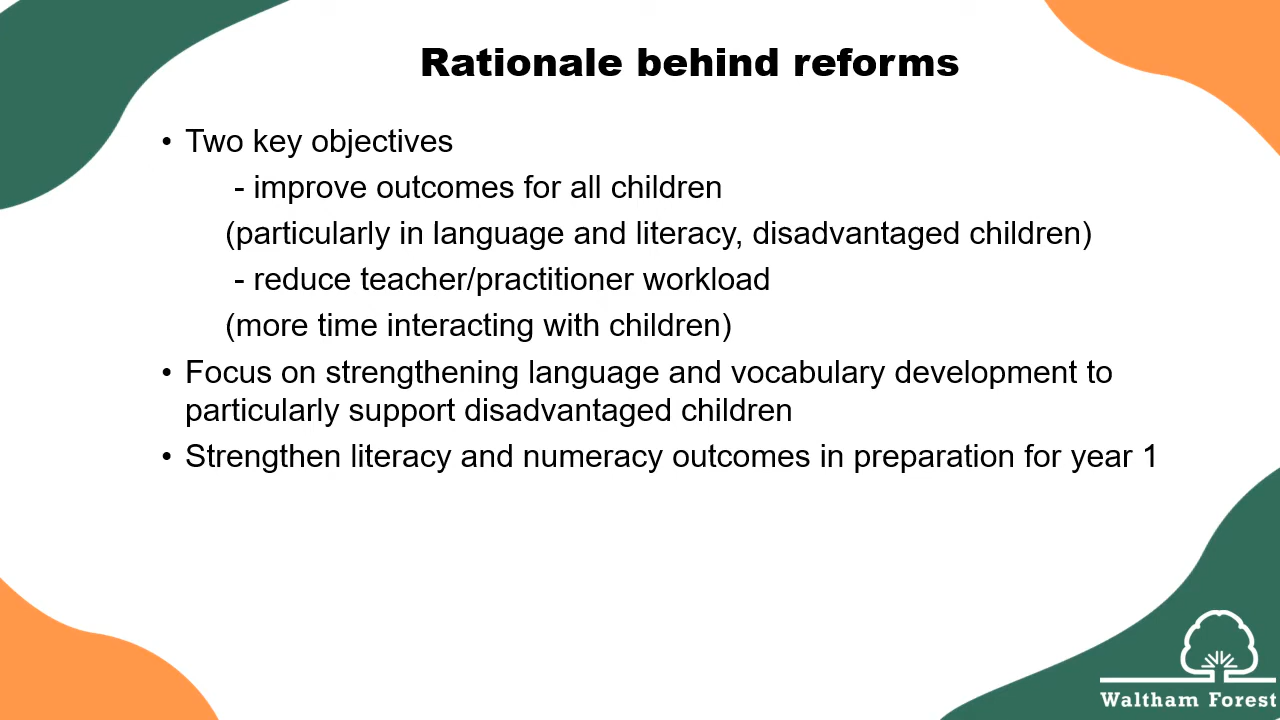 Rationale behind reforms
• Two key objectives
- improve outcomes for all children
(particularly in language and literacy, disadvantaged children)
- reduce teacher/practitioner workload
(more time interacting with children)
• Focus on strengthening language and vocabulary development to
particularly support disadvantaged children
• Strengthen literacy and numeracy outcomes in preparation for year 1
Waltham Forest